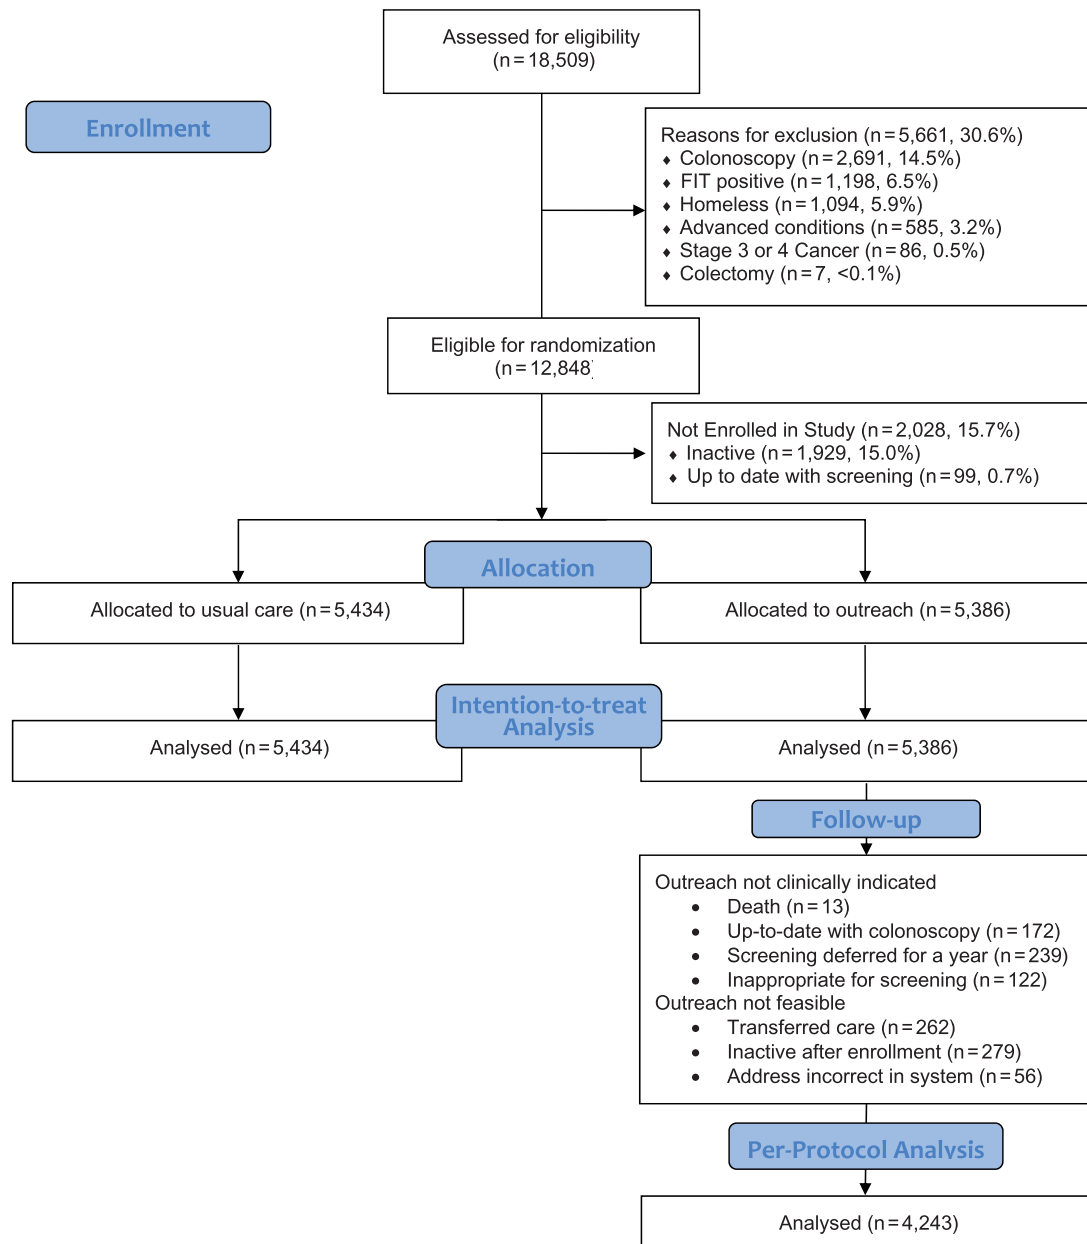 Assessed for eligibility
(n = 18,509)
Enrollment
Reasons for exclusion (n = 5,661, 30.6%)
♦ Colonoscopy (n = 2,691, 14.5%)
♦ FIT positive (n = 1,198, 6.5%)
♦ Homeless (n = 1,094, 5.9%)
♦ Advanced conditions (n = 585, 3.2%)
♦ Stage 3 or 4 Cancer (n = 86, 0.5%)
♦ Colectomy (n = 7, <0.1%)
Eligible for randomization
(n = 12,848)
Not Enrolled in Study (n = 2,028, 15.7%)
♦ Inactive (n = 1,929, 15.0%)
♦ Up to date with screening (n = 99, 0.7%)
Allocation
Allocated to usual care (n = 5,434)
Allocated to outreach (n = 5,386)
Intention-to-treat
Analysis
Analysed (n = 5,434)
Analysed (n = 5,386)
Follow-up
Outreach not clinically indicated
• Death (n = 13)
• Up-to-date with colonoscopy (n = 172)
• Screening deferred for a year (n = 239)
• Inappropriate for screening (n = 122)
Outreach not feasible
• Transferred care (n = 262)
• Inactive after enrollment (n = 279)
• Address incorrect in system (n = 56)
Per-Protocol Analysis
Analysed (n = 4,243)